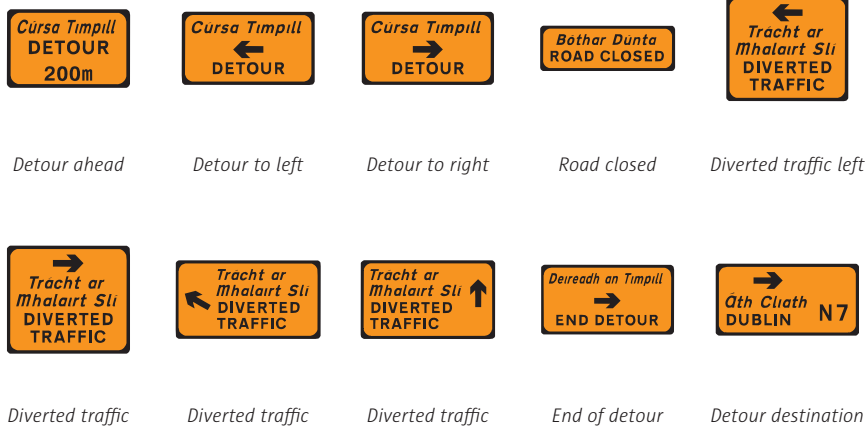 Cúrsa Timpill
DETOUR
200m
Cúrsa Timpill
DETOUR
Cúrsa Timpill
DETOUR
Bóthar Dúnta
ROAD CLOSED
Trácht ar
Mhalairt Slí
DIVERTED
TRAFFIC
Detour ahead
Detour to left
Detour to right
Road closed
Diverted traffic left
Trácht ar
Mhalairt Slí
DIVERTED
TRAFFIC
Trácht ar
Mhalairt Slí
DIVERTED
TRAFFIC
Trácht ar
Mhalairt Slí
DIVERTED
TRAFFIC
Deireadh an Timpill
END DETOUR
Áth Cliath
DUBLIN N7
Diverted traffic
Diverted traffic
Diverted traffic
End of detour
Detour destination